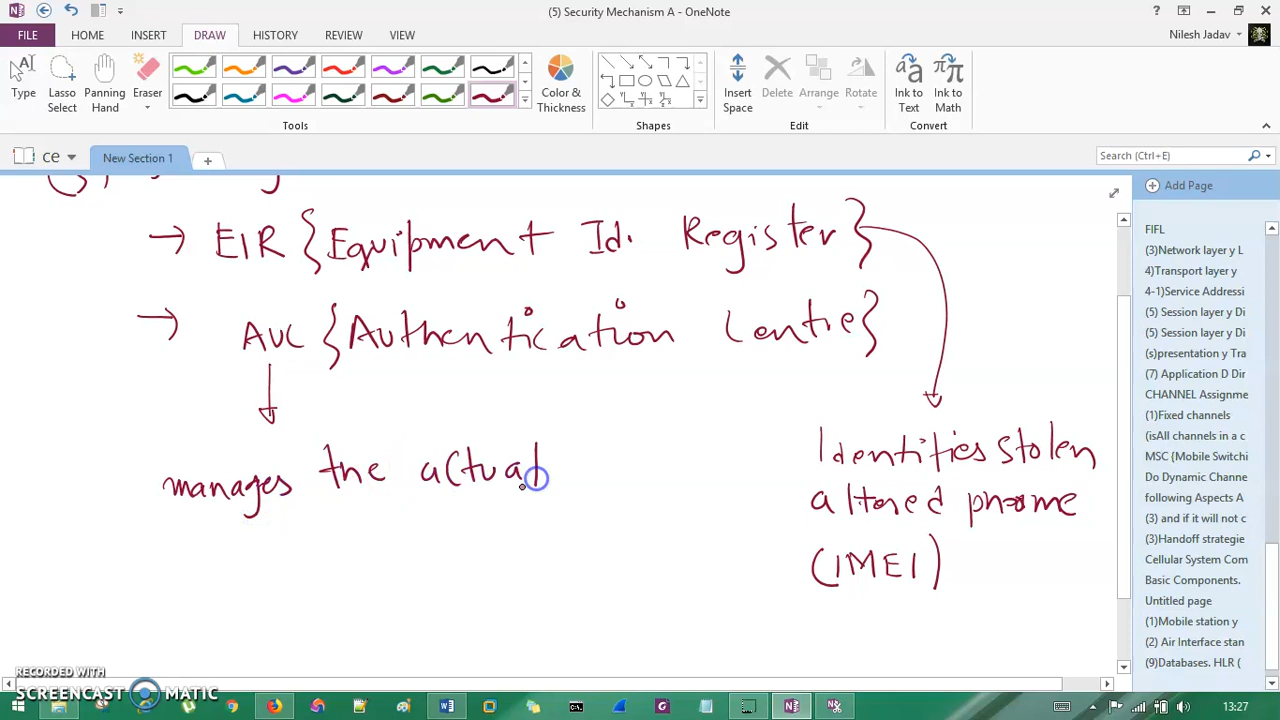 (5) Security Mechanism A - OneNote
FILE HOME INSERT DRAW HISTORY REVIEW VIEW
Nilesh Jadav
Type
Lasso Select
Panning Hand
Eraser
Color & Thickness
Insert Space
Delete
Arrange
Rotate
Ink to Text
Ink to Math
Tools
Shapes
Edit
Convert
ce
New Section 1
Search (Ctrl+E)
→ EIR {Equipment Id. Register}
→ AUC {Authentication Centre}
manages the actual
Identities stolen
altered phone
(IMEI)
Add Page
FIFL
(3)Network layer y L
4)Transport layer y
4-1)Service Addressi
(5) Session layer y Di
(5) Session layer y Di
(s)presentation y Tra
(7) Application D Dir
CHANNEL Assignme
(1)Fixed channels
(isAll channels in a c
MSC (Mobile Switchi
Do Dynamic Channe
following Aspects A
(3) and if it will not c
(3)Handoff strategie
Cellular System Com
Basic Components.
Untitled page
(1)Mobile station y
(2) Air Interface stan
(9)Databases. HLR (
RECORDED WITH
SCREENCAST MATIC
13:27